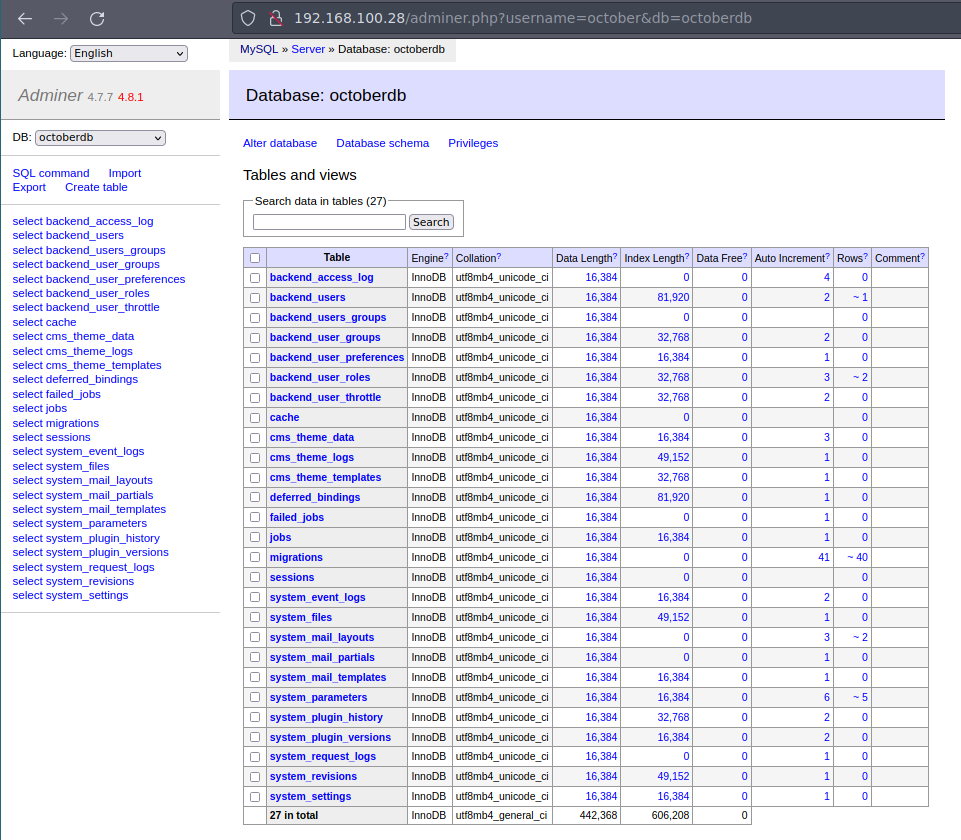 192.168.100.28/adminer.php?username=october&db=octoberdb
Language: English
MySQL » Server » Database: octoberdb
Adminer 4.7.7 4.8.1
Database: octoberdb
DB: octoberdb
Alter database Database schema Privileges
SQL command Import
Export Create table
Tables and views
Search data in tables (27)
Search
select backend_access_log
select backend_users
select backend_users_groups
select backend_user_groups
select backend_user_preferences
select backend_user_roles
select backend_user_throttle
select cache
select cms_theme_data
select cms_theme_logs
select cms_theme_templates
select deferred_bindings
select failed_jobs
select jobs
select migrations
select sessions
select system_event_logs
select system_files
select system_mail_layouts
select system_mail_partials
select system_mail_templates
select system_parameters
select system_plugin_history
select system_plugin_versions
select system_request_logs
select system_revisions
select system_settings
Table Engine? Collation? Data Length? Index Length? Data Free? Auto Increment? Rows? Comment?
backend_access_log InnoDB utf8mb4_unicode_ci 16,384 0 0 4 0
backend_users InnoDB utf8mb4_unicode_ci 16,384 81,920 0 2 ~ 1
backend_users_groups InnoDB utf8mb4_unicode_ci 16,384 0 0 0
backend_user_groups InnoDB utf8mb4_unicode_ci 16,384 32,768 0 2 0
backend_user_preferences InnoDB utf8mb4_unicode_ci 16,384 16,384 0 1 0
backend_user_roles InnoDB utf8mb4_unicode_ci 16,384 32,768 0 3 ~ 2
backend_user_throttle InnoDB utf8mb4_unicode_ci 16,384 32,768 0 2 0
cache InnoDB utf8mb4_unicode_ci 16,384 0 0 0
cms_theme_data InnoDB utf8mb4_unicode_ci 16,384 16,384 0 3 0
cms_theme_logs InnoDB utf8mb4_unicode_ci 16,384 49,152 0 1 0
cms_theme_templates InnoDB utf8mb4_unicode_ci 16,384 32,768 0 1 0
deferred_bindings InnoDB utf8mb4_unicode_ci 16,384 81,920 0 1 0
failed_jobs InnoDB utf8mb4_unicode_ci 16,384 0 0 1 0
jobs InnoDB utf8mb4_unicode_ci 16,384 16,384 0 1 0
migrations InnoDB utf8mb4_unicode_ci 16,384 0 0 41 ~ 40
sessions InnoDB utf8mb4_unicode_ci 16,384 0 0 0
system_event_logs InnoDB utf8mb4_unicode_ci 16,384 16,384 0 2 0
system_files InnoDB utf8mb4_unicode_ci 16,384 49,152 0 1 0
system_mail_layouts InnoDB utf8mb4_unicode_ci 16,384 0 0 3 ~ 2
system_mail_partials InnoDB utf8mb4_unicode_ci 16,384 0 0 1 0
system_mail_templates InnoDB utf8mb4_unicode_ci 16,384 16,384 0 1 0
system_parameters InnoDB utf8mb4_unicode_ci 16,384 16,384 0 6 ~ 5
system_plugin_history InnoDB utf8mb4_unicode_ci 16,384 32,768 0 2 0
system_plugin_versions InnoDB utf8mb4_unicode_ci 16,384 16,384 0 2 0
system_request_logs InnoDB utf8mb4_unicode_ci 16,384 0 0 1 0
system_revisions InnoDB utf8mb4_unicode_ci 16,384 49,152 0 1 0
system_settings InnoDB utf8mb4_unicode_ci 16,384 16,384 0 1 0
27 in total InnoDB utf8mb4_general_ci 442,368 606,208 0